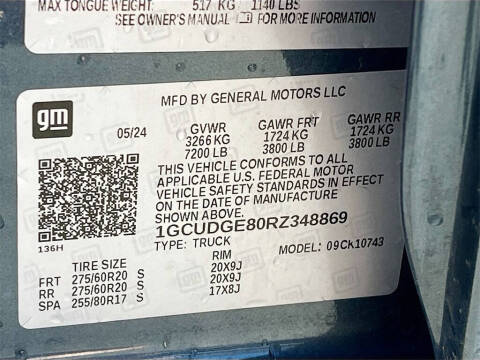 MAX TONGUE WEIGHT: 517 KG 1140 LBS
SEE OWNER'S MANUAL FOR MORE INFORMATION
gm
MFD BY GENERAL MOTORS LLC
05/24 GVWR GAWR FRT GAWR RR
3266 KG 1724 KG 1724 KG
7200 LB 3800 LB 3800 LB
THIS VEHICLE CONFORMS TO ALL
APPLICABLE U.S. FEDERAL MOTOR
VEHICLE SAFETY STANDARDS IN EFFECT
ON THE DATE OF MANUFACTURE
SHOWN ABOVE.
1GCUDGE80RZ348869
TYPE: TRUCK MODEL: 09CK10743
136H
TIRE SIZE RIM
FRT 275/60R20 S 20X9J
RR 275/60R20 S 20X9J
SPA 255/80R17 S 17X8J